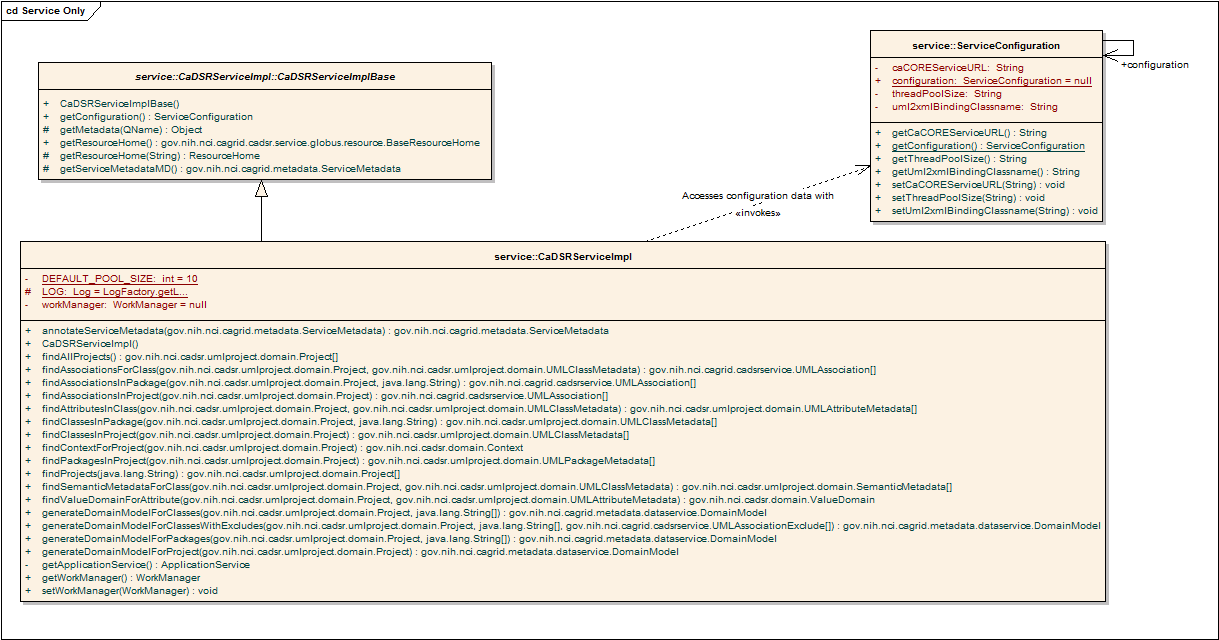 cd Service Only
service::CaDSRServiceImpl::CaDSRServiceImplBase
+ CaDSRServiceImplBase()
+ getConfiguration() : ServiceConfiguration
# getMetadata(QName) : Object
+ getResourceHome() : gov.nih.nci.cagrid.cadsr.service.globus.resource.BaseResourceHome
# getResourceHome(String) : ResourceHome
# getServiceMetadataMD() : gov.nih.nci.cagrid.metadata.ServiceMetadata
service::ServiceConfiguration
- caCOREServiceURL: String
+ configuration: ServiceConfiguration = null
- threadPoolSize: String
- uml2xmlBindingClassname: String
+ getCaCOREServiceURL() : String
+ getConfiguration() : ServiceConfiguration
+ getThreadPoolSize() : String
+ getUml2xmlBindingClassname() : String
+ setCaCOREServiceURL(String) : void
+ setThreadPoolSize(String) : void
+ setUml2xmlBindingClassname(String) : void
+configuration
Accesses configuration data with
«invokes»
service::CaDSRServiceImpl
- DEFAULT_POOL_SIZE: int = 10
# LOG: Log = LogFactory.getL...
- workManager: WorkManager = null
+ annotateServiceMetadata(gov.nih.nci.cagrid.metadata.ServiceMetadata) : gov.nih.nci.cagrid.metadata.ServiceMetadata
+ CaDSRServiceImpl()
+ findAllProjects() : gov.nih.nci.cadsr.umlproject.domain.Project[]
+ findAssociationsForClass(gov.nih.nci.cadsr.umlproject.domain.Project, gov.nih.nci.cadsr.umlproject.domain.UMLClassMetadata) : gov.nih.nci.cagrid.cadsrservice.UMLAssociation[]
+ findAssociationsInPackage(gov.nih.nci.cadsr.umlproject.domain.Project, java.lang.String) : gov.nih.nci.cagrid.cadsrservice.UMLAssociation[]
+ findAssociationsInProject(gov.nih.nci.cadsr.umlproject.domain.Project) : gov.nih.nci.cagrid.cadsrservice.UMLAssociation[]
+ findAttributesInClass(gov.nih.nci.cadsr.umlproject.domain.Project, gov.nih.nci.cadsr.umlproject.domain.UMLClassMetadata) : gov.nih.nci.cadsr.umlproject.domain.UMLAttributeMetadata[]
+ findClassesInPackage(gov.nih.nci.cadsr.umlproject.domain.Project, java.lang.String) : gov.nih.nci.cadsr.umlproject.domain.UMLClassMetadata[]
+ findClassesInProject(gov.nih.nci.cadsr.umlproject.domain.Project) : gov.nih.nci.cadsr.umlproject.domain.UMLClassMetadata[]
+ findContextForProject(gov.nih.nci.cadsr.umlproject.domain.Project) : gov.nih.nci.cadsr.domain.Context
+ findPackagesInProject(gov.nih.nci.cadsr.umlproject.domain.Project) : gov.nih.nci.cadsr.umlproject.domain.UMLPackageMetadata[]
+ findProjects(java.lang.String) : gov.nih.nci.cadsr.umlproject.domain.Project[]
+ findSemanticMetadataForClass(gov.nih.nci.cadsr.umlproject.domain.Project, gov.nih.nci.cadsr.umlproject.domain.UMLClassMetadata) : gov.nih.nci.cadsr.umlproject.domain.SemanticMetadata[]
+ findValueDomainForAttribute(gov.nih.nci.cadsr.umlproject.domain.Project, gov.nih.nci.cadsr.umlproject.domain.UMLAttributeMetadata) : gov.nih.nci.cadsr.domain.ValueDomain
+ generateDomainModelForClasses(gov.nih.nci.cadsr.umlproject.domain.Project, java.lang.String[]) : gov.nih.nci.cagrid.metadata.dataservice.DomainModel
+ generateDomainModelForClassesWithExcludes(gov.nih.nci.cadsr.umlproject.domain.Project, java.lang.String[], gov.nih.nci.cagrid.cadsrservice.UMLAssociationExclude[]) : gov.nih.nci.cagrid.metadata.dataservice.DomainModel
+ generateDomainModelForPackages(gov.nih.nci.cadsr.umlproject.domain.Project, java.lang.String[]) : gov.nih.nci.cagrid.metadata.dataservice.DomainModel
+ generateDomainModelForProject(gov.nih.nci.cadsr.umlproject.domain.Project) : gov.nih.nci.cagrid.metadata.dataservice.DomainModel
- getApplicationService() : ApplicationService
+ getWorkManager() : WorkManager
+ setWorkManager(WorkManager) : void